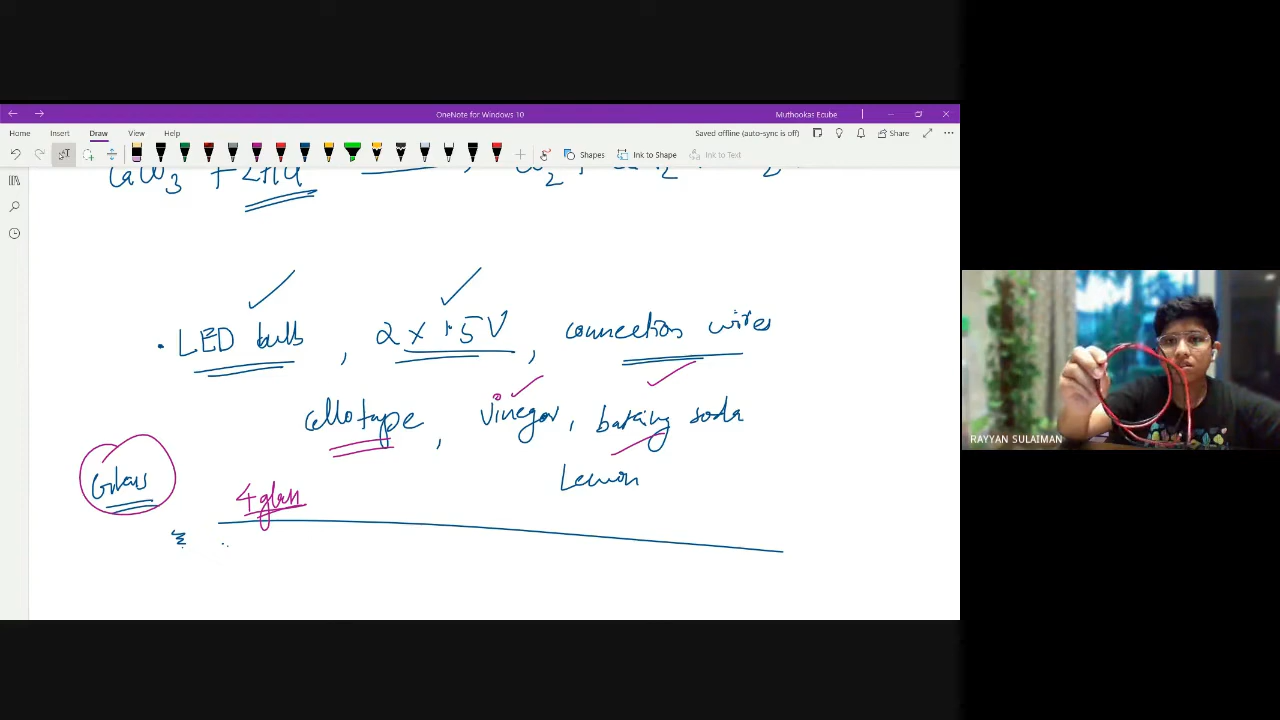 OneNote for Windows 10 Muthookas Ecube
Home Insert Draw View Help Saved offline (auto-sync is off) Share
Shapes Ink to Shape Ink to Text
LED bulb, 2 x 1.5V, connection wires
cellotape, vinegar, baking soda
Lemon
4 glass
RAYYAN SULAIMAN